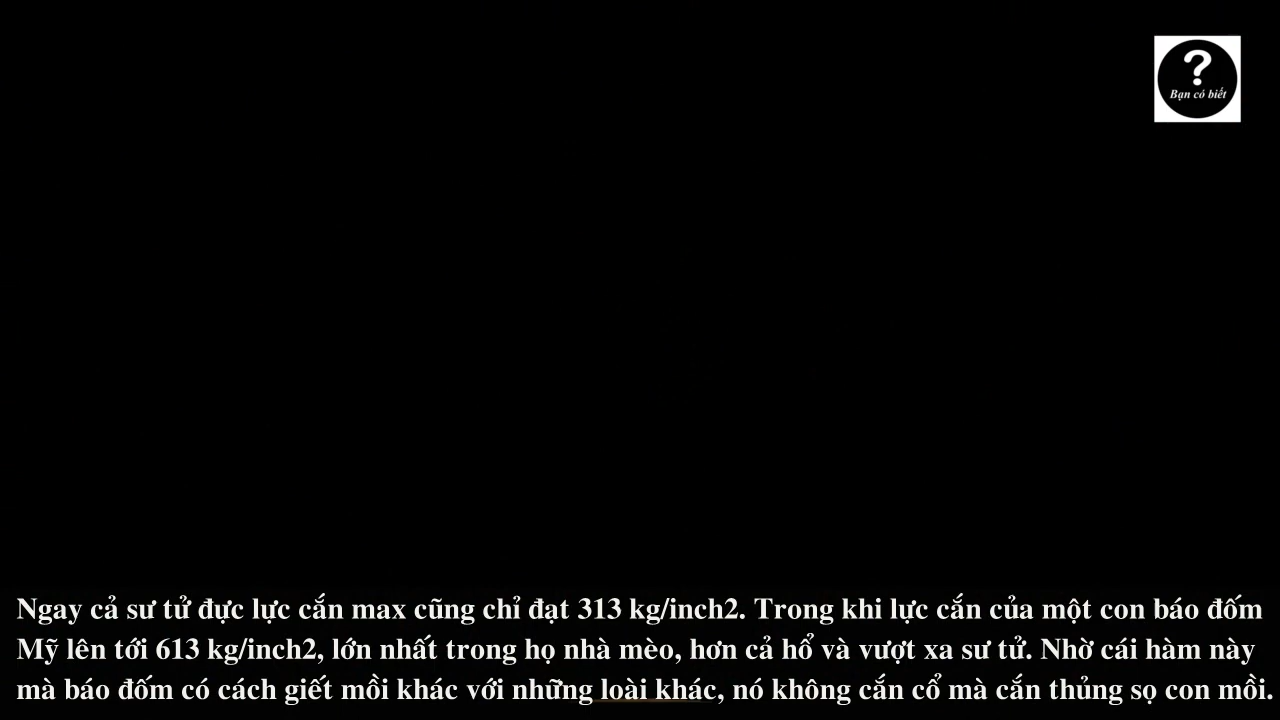 ?
Bạn có biết
Ngay cả sư tử đực lực cắn max cũng chỉ đạt 313 kg/inch2. Trong khi lực cắn của một con báo đốm
Mỹ lên tới 613 kg/inch2, lớn nhất trong họ nhà mèo, hơn cả hổ và vượt xa sư tử. Nhờ cái hàm này
mà báo đốm có cách giết mồi khác với những loài khác, nó không cắn cổ mà cắn thủng sọ con mồi.